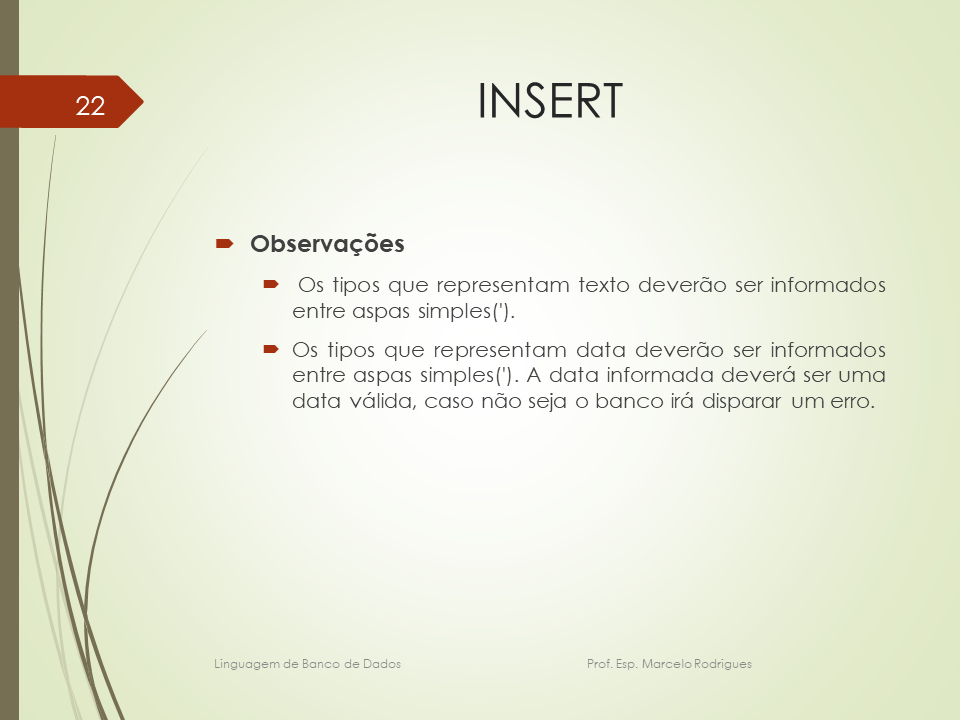 22
INSERT
Observações
Os tipos que representam texto deverão ser informados
entre aspas simples(').
Os tipos que representam data deverão ser informados
entre aspas simples('). A data informada deverá ser uma
data válida, caso não seja o banco irá disparar um erro.
Linguagem de Banco de Dados Prof. Esp. Marcelo Rodrigues